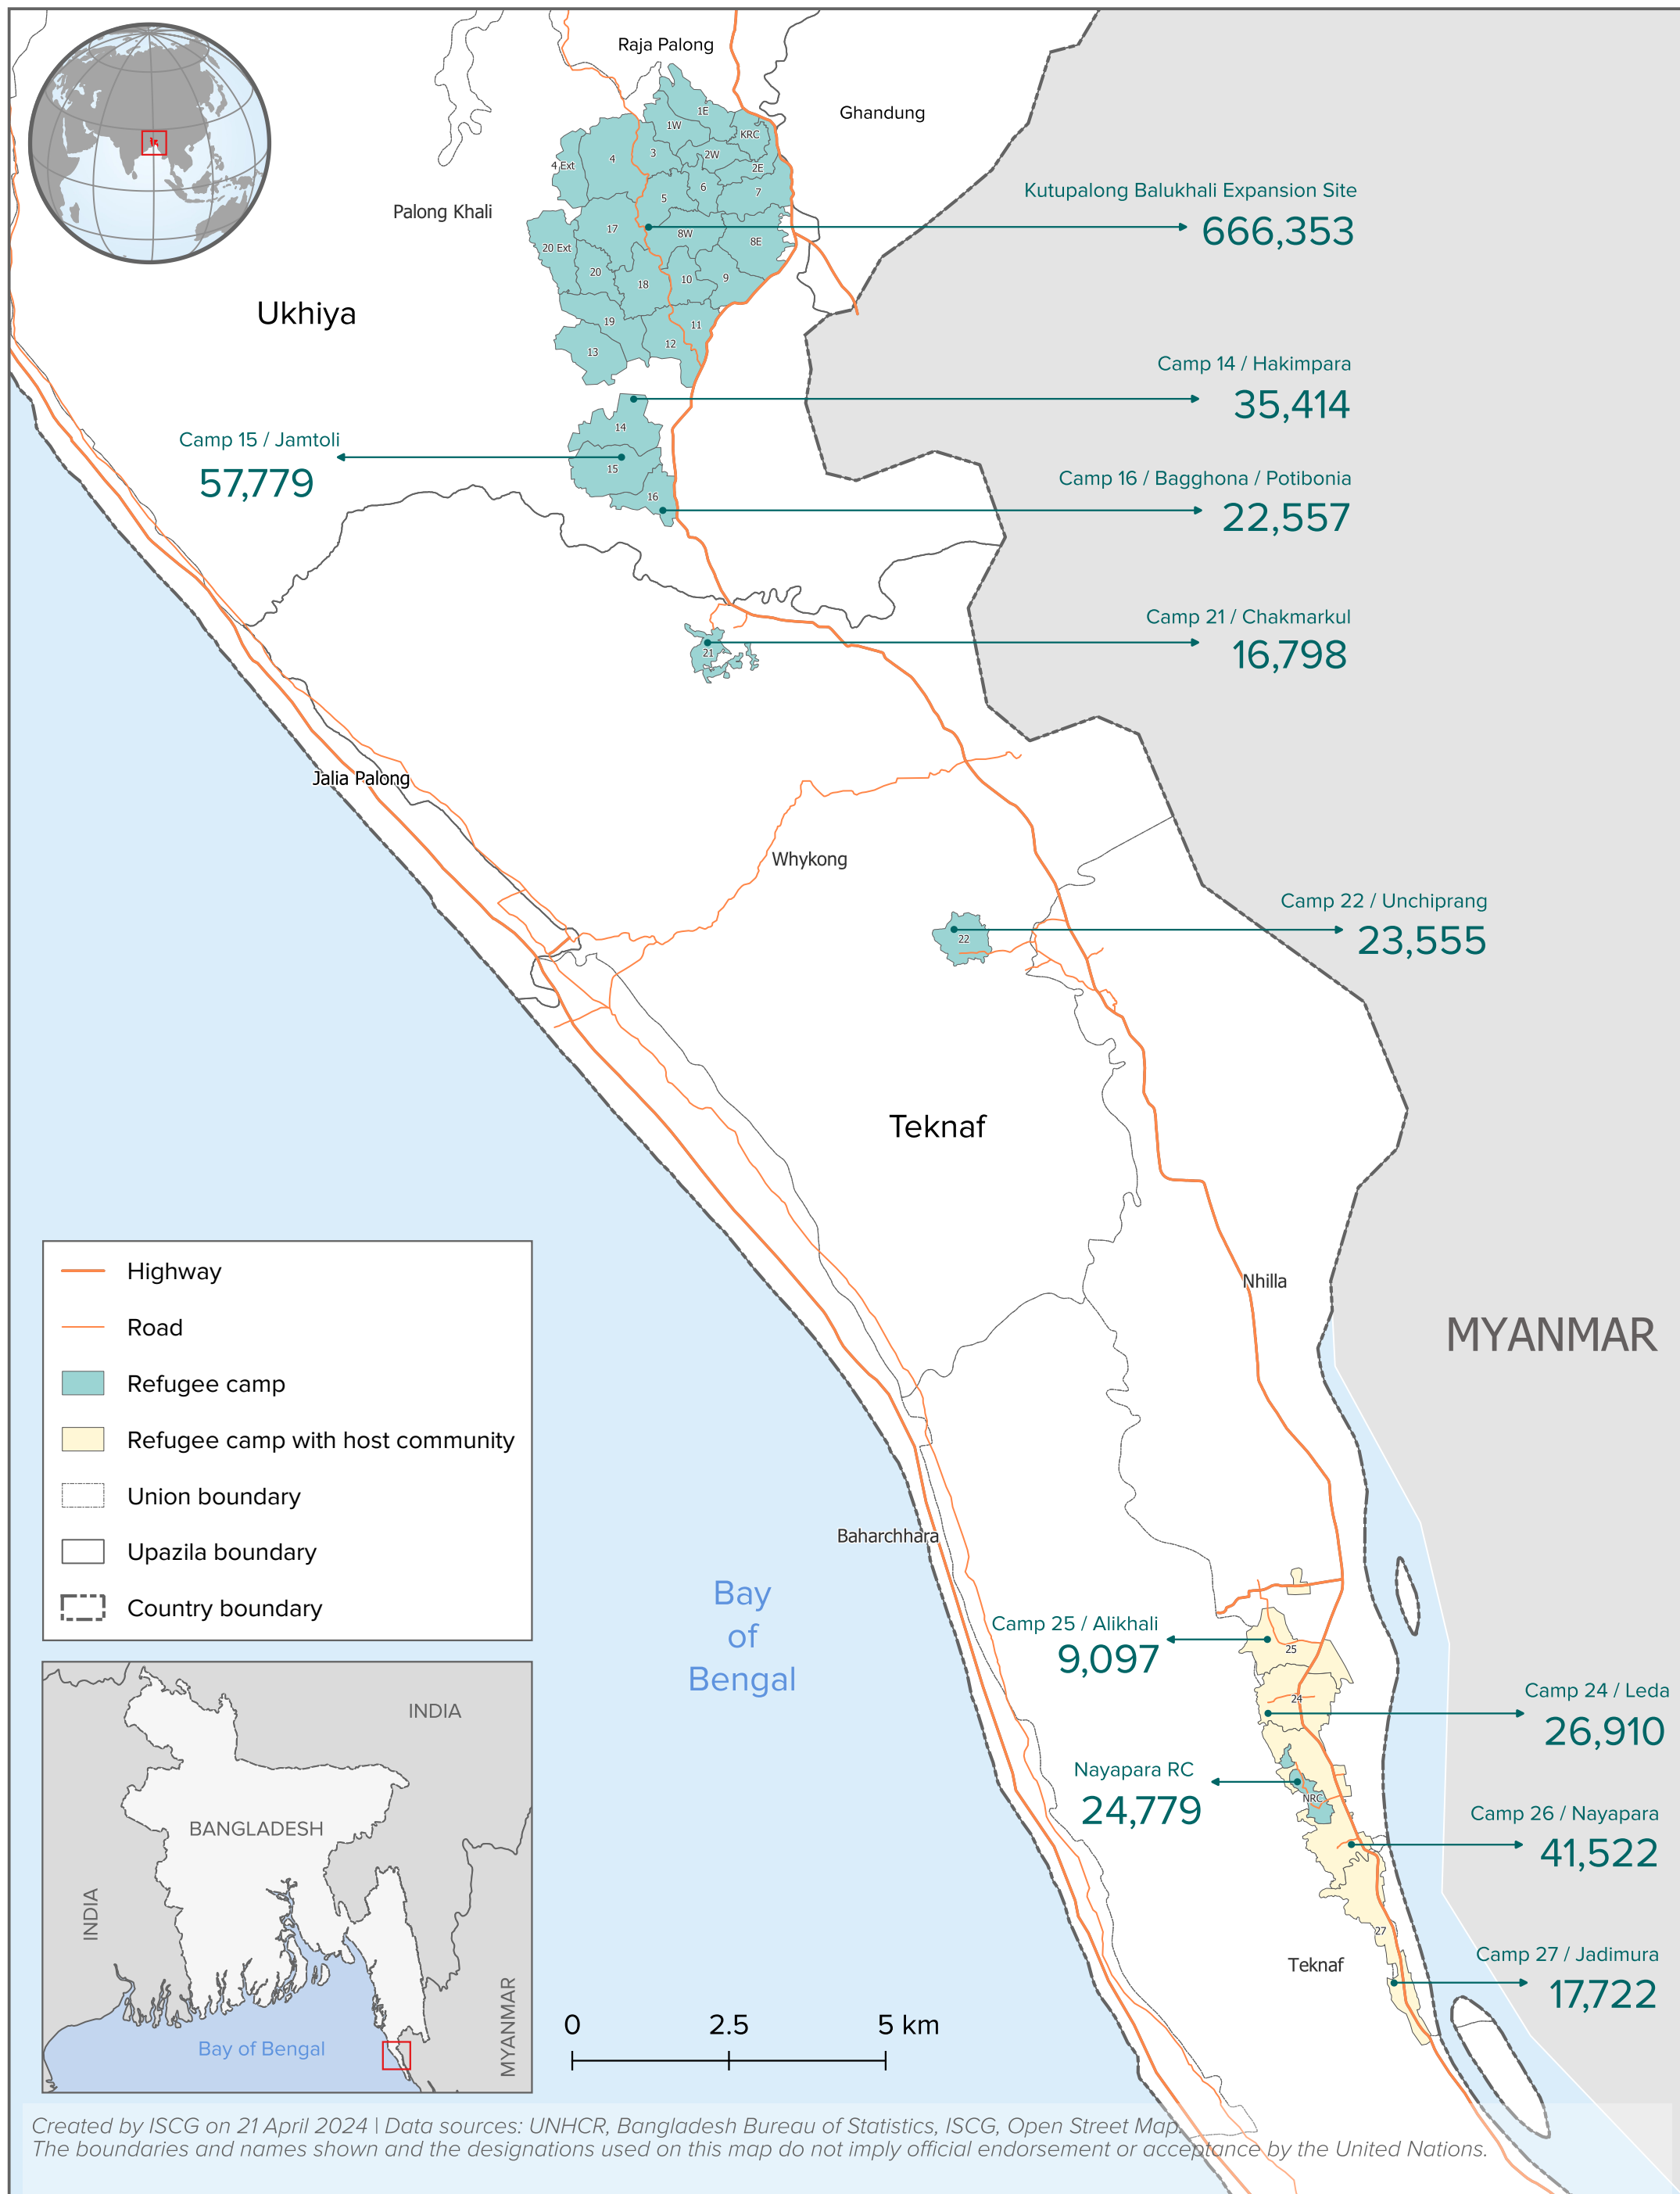 Raja Palong
Ghandung
Palong Khali
Ukhiya
1E
1W
KRC
3
2W
4
4 Ext
2E
6
7
5
17
8W
8E
20 Ext
20
18
10
9
19
11
12
13
Kutupalong Balukhali Expansion Site
666,353
Camp 14 / Hakimpara
35,414
14
Camp 15 / Jamtoli
57,779
15
Camp 16 / Bagghona / Potibonia
22,557
16
Camp 21 / Chakmarkul
16,798
21
Jalia Palong
Whykong
Camp 22 / Unchiprang
23,555
22
Teknaf
Nhilla
MYANMAR
Highway
Road
Refugee camp
Refugee camp with host community
Union boundary
Upazila boundary
Country boundary
Baharchhara
Bay
of
Bengal
Camp 25 / Alikhali
9,097
25
24
Camp 24 / Leda
26,910
Nayapara RC
24,779
NRC
Camp 26 / Nayapara
41,522
27
Teknaf
Camp 27 / Jadimura
17,722
INDIA
BANGLADESH
INDIA
MYANMAR
Bay of Bengal
0 2.5 5 km
Created by ISCG on 21 April 2024 | Data sources: UNHCR, Bangladesh Bureau of Statistics, ISCG, Open Street Map.
The boundaries and names shown and the designations used on this map do not imply official endorsement or acceptance by the United Nations.